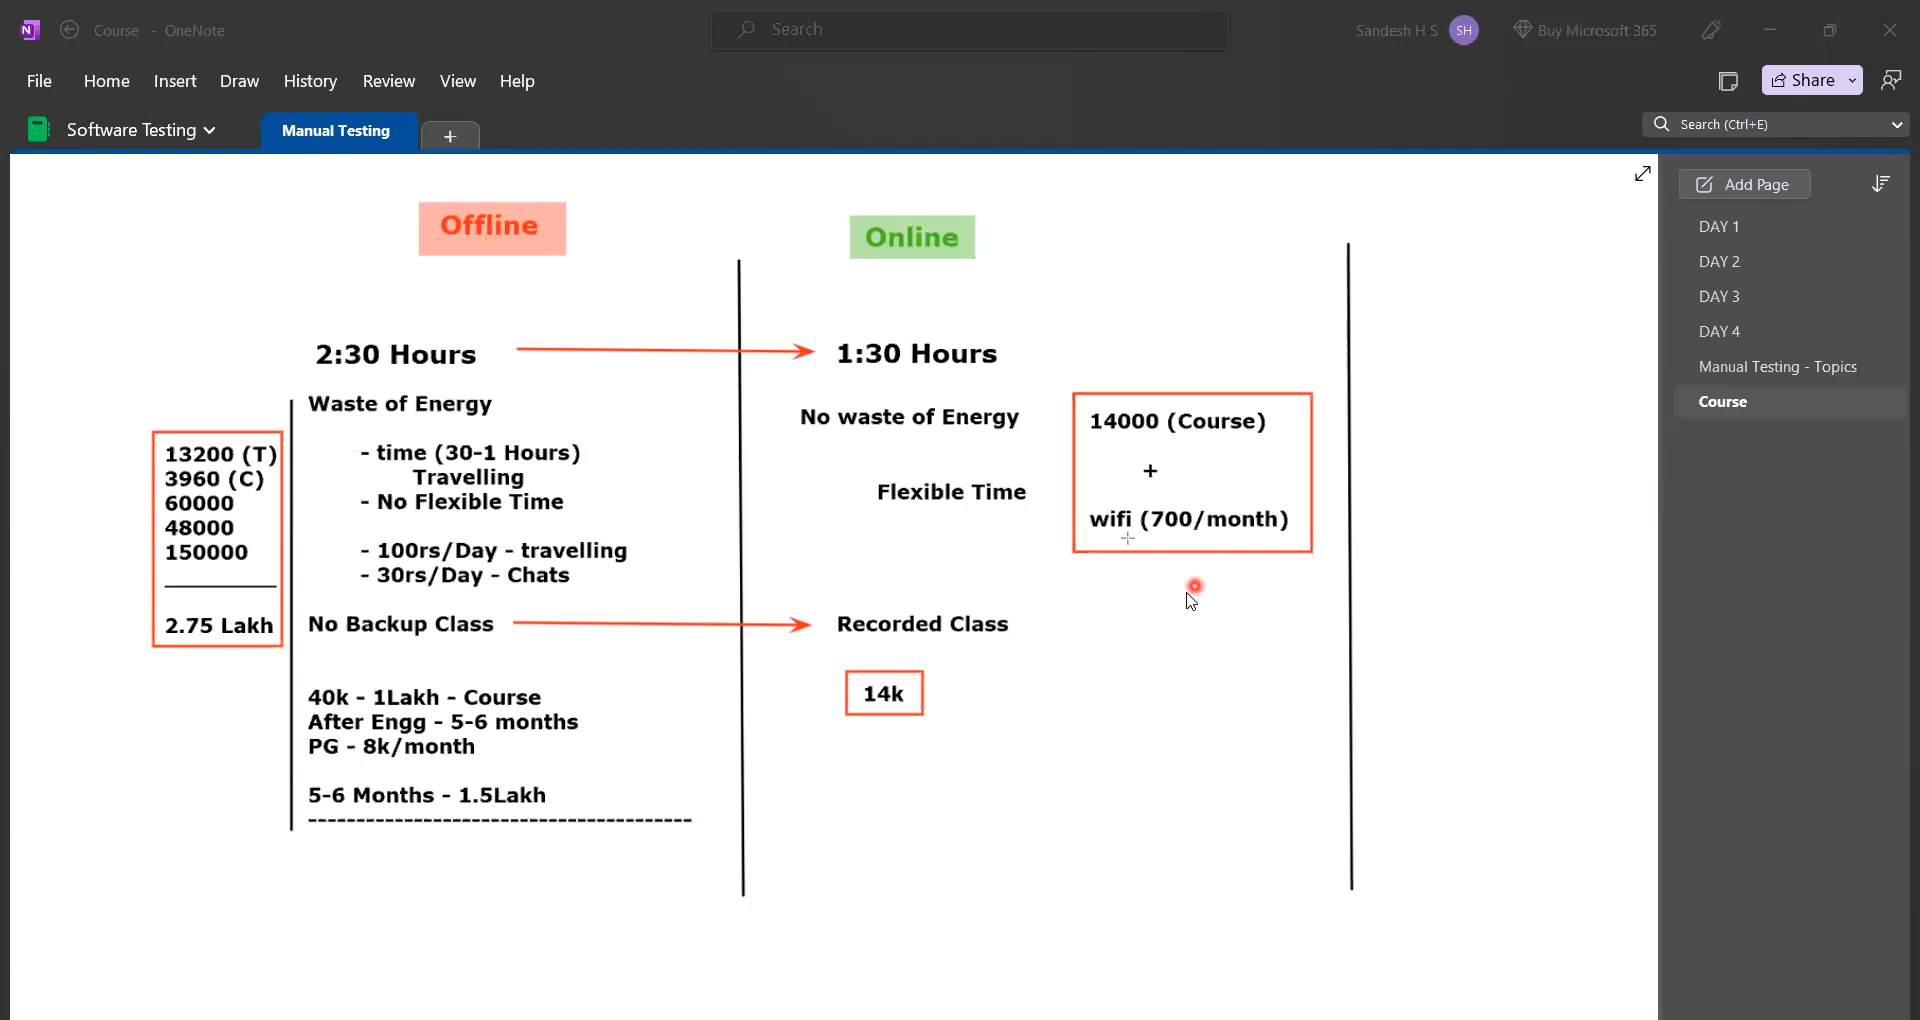 Course - OneNote
Search
Sandesh H S
SH
Buy Microsoft 365
File Home Insert Draw History Review View Help
Share
Software Testing
Manual Testing
+
Search (Ctrl+E)
Add Page
DAY 1
DAY 2
DAY 3
DAY 4
Manual Testing - Topics
Course
Offline
2:30 Hours
Waste of Energy
- time (30-1 Hours)
Travelling
- No Flexible Time
- 100rs/Day - travelling
- 30rs/Day - Chats
No Backup Class
40k - 1Lakh - Course
After Engg - 5-6 months
PG - 8k/month
5-6 Months - 1.5Lakh
---------------------------------------
13200 (T)
3960 (C)
60000
48000
150000
2.75 Lakh
Online
1:30 Hours
No waste of Energy
Flexible Time
Recorded Class
14k
14000 (Course)
+
wifi (700/month)